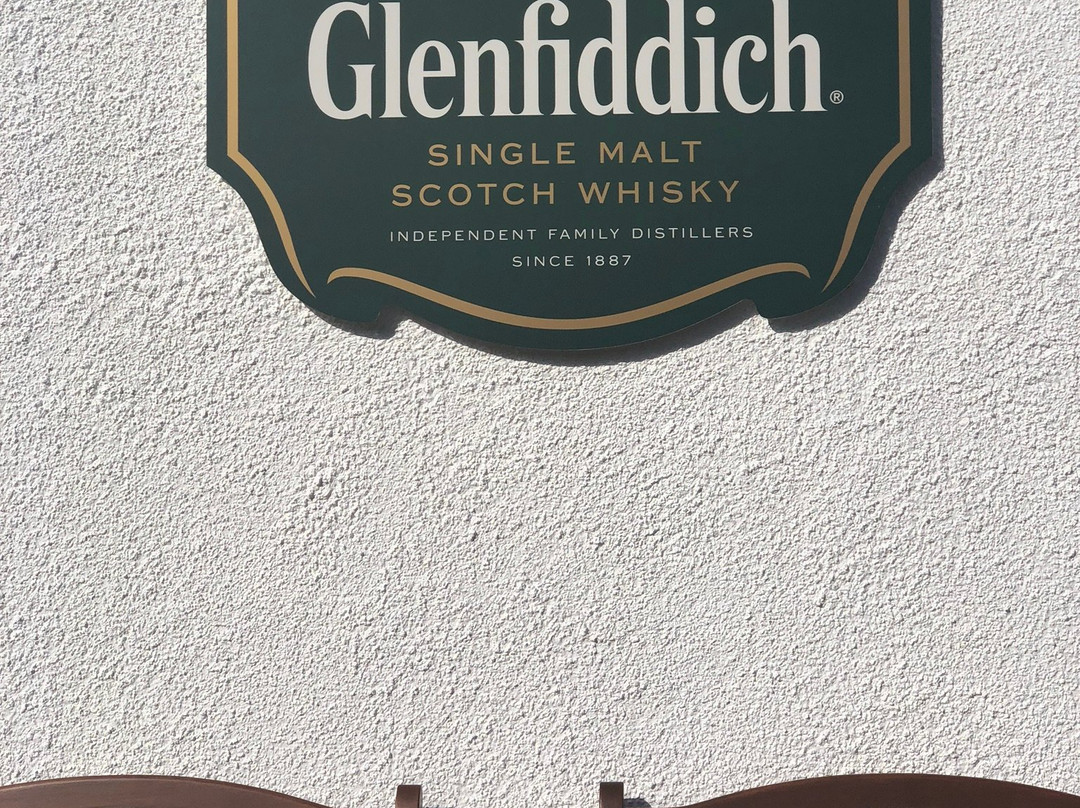 Glenfiddich®
SINGLE MALT
SCOTCH WHISKY
INDEPENDENT FAMILY DISTILLERS
SINCE 1887